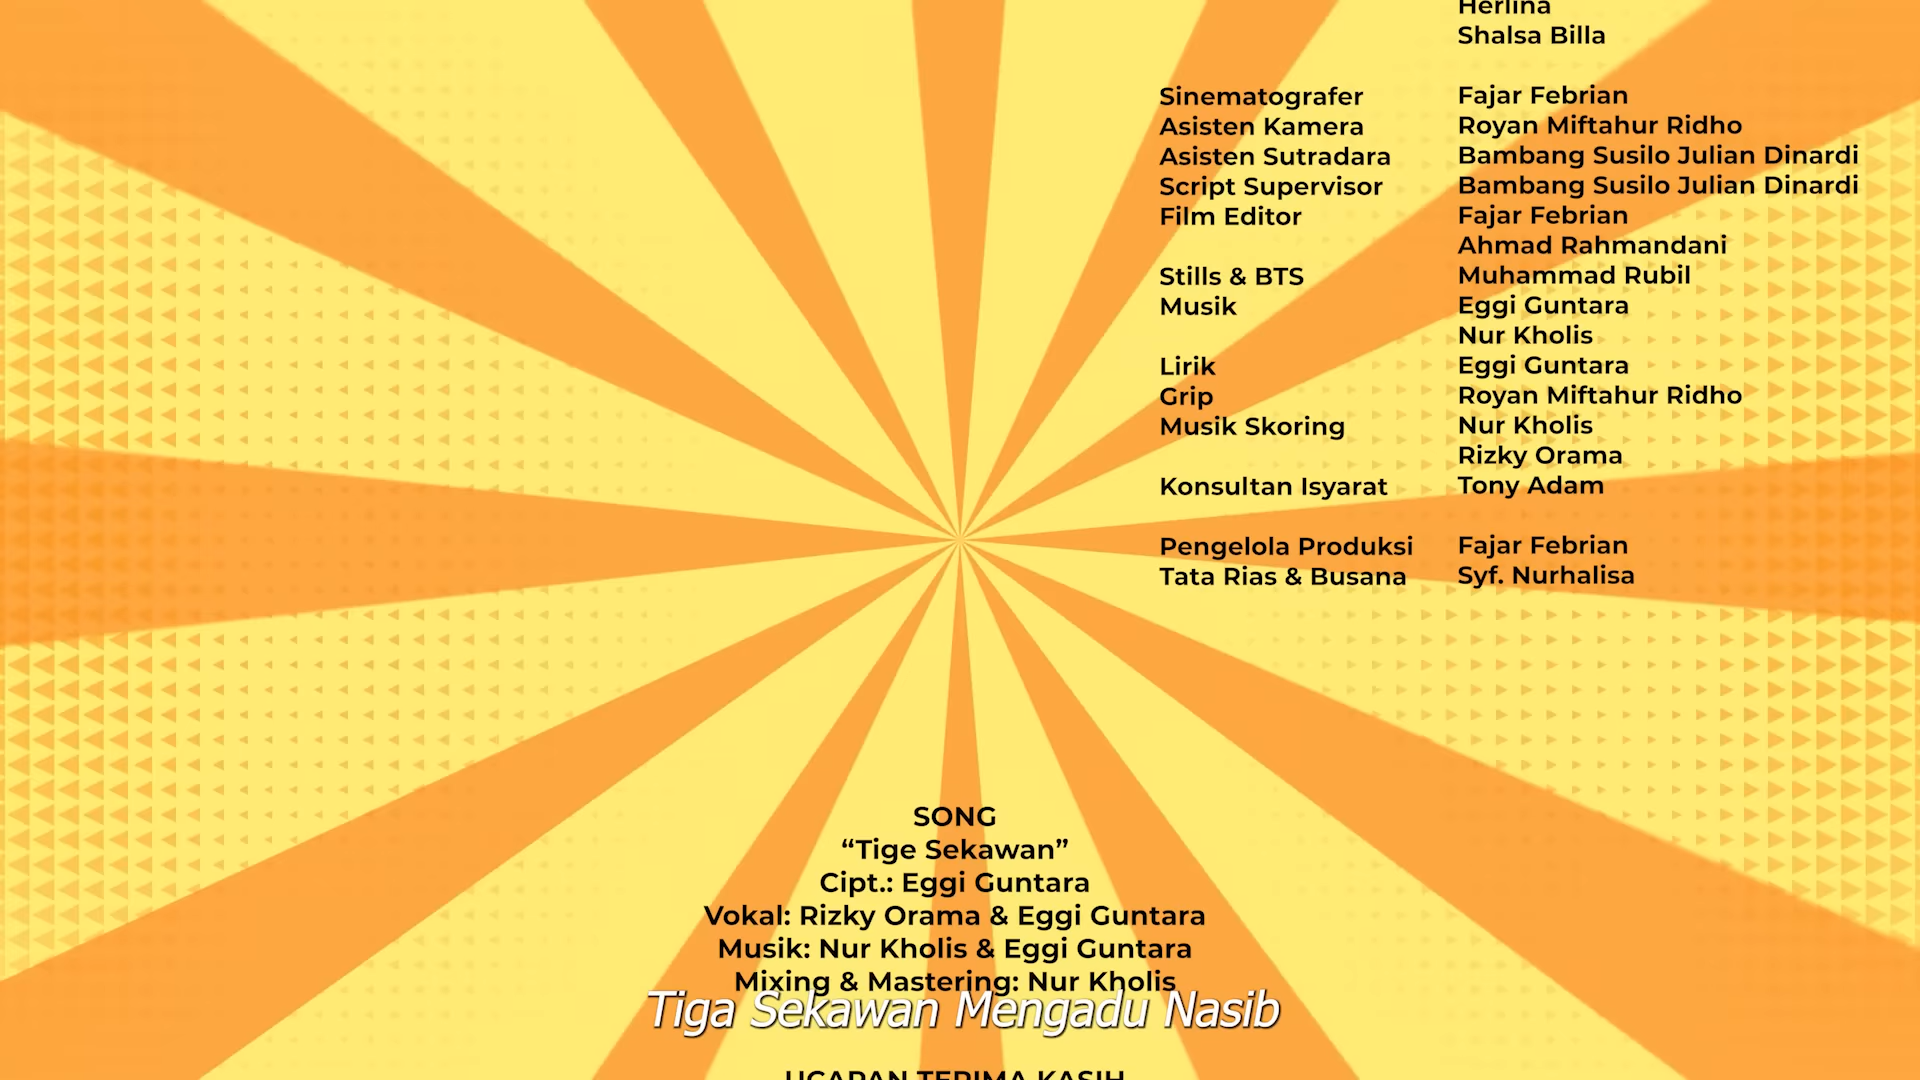 Herlina
Shalsa Billa
Sinematografer Fajar Febrian
Asisten Kamera Royan Miftahur Ridho
Asisten Sutradara Bambang Susilo Julian Dinardi
Script Supervisor Bambang Susilo Julian Dinardi
Film Editor Fajar Febrian
Ahmad Rahmandani
Stills & BTS Muhammad Rubil
Musik Eggi Guntara
Nur Kholis
Lirik Eggi Guntara
Grip Royan Miftahur Ridho
Musik Skoring Nur Kholis
Rizky Orama
Konsultan Isyarat Tony Adam
Pengelola Produksi Fajar Febrian
Tata Rias & Busana Syf. Nurhalisa
SONG
“Tige Sekawan”
Cipt.: Eggi Guntara
Vokal: Rizky Orama & Eggi Guntara
Musik: Nur Kholis & Eggi Guntara
Mixing & Mastering: Nur Kholis
Tiga Sekawan Mengadu Nasib
UCAPAN TERIMA KASIH